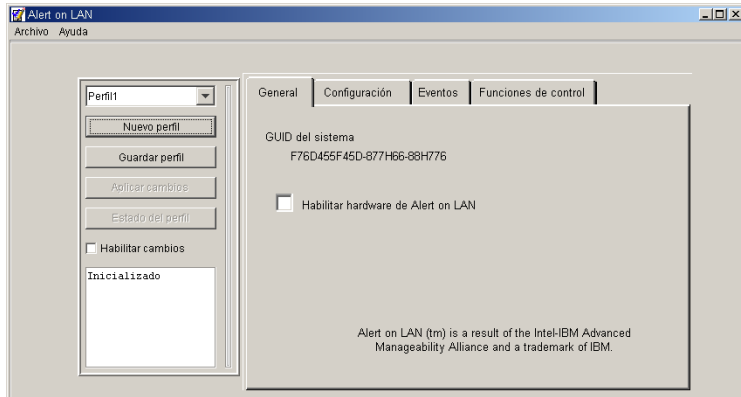 Alert on LAN
Archivo Ayuda
Perfil1
Nuevo perfil
Guardar perfil
Aplicar cambios
Estado del perfil
Habilitar cambios
Inicializado
General Configuración Eventos Funciones de control
GUID del sistema
F76D455F45D-877H66-88H776
Habilitar hardware de Alert on LAN
Alert on LAN (tm) is a result of the Intel-IBM Advanced
Manageability Alliance and a trademark of IBM.